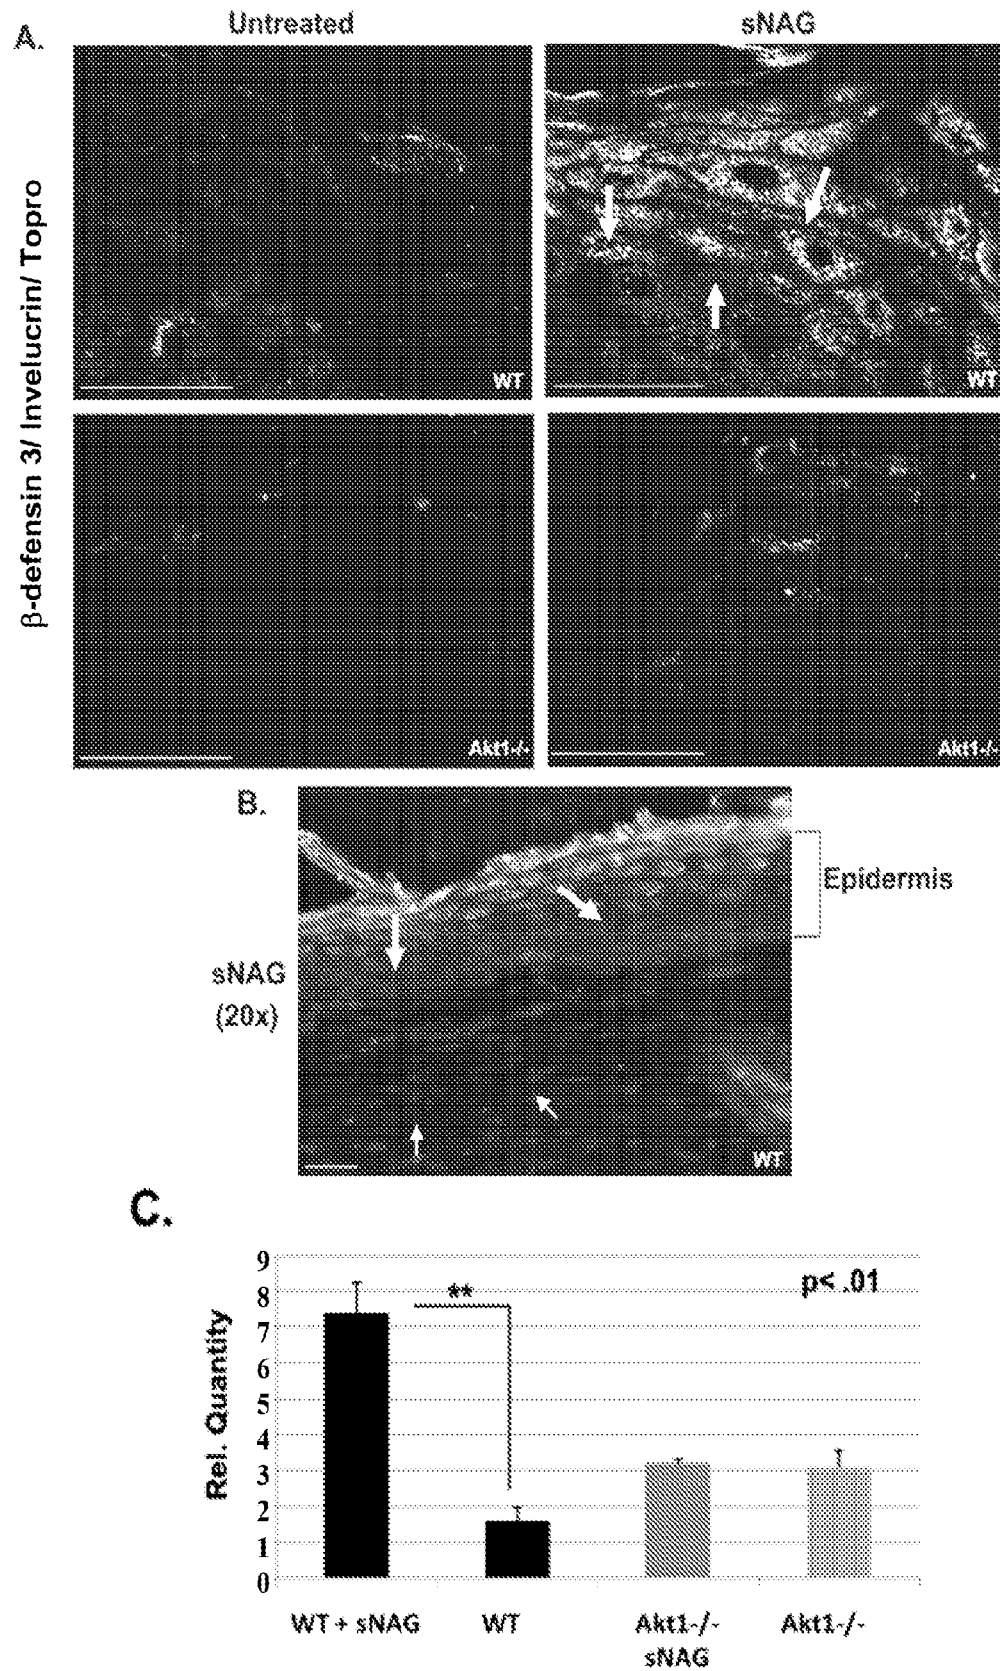 A.
Untreated
sNAG
β-defensin 3/ Invelucrin/ Topro
WT
WT
Akt1-/-
Akt1-/-
B.
Epidermis
sNAG
(20x)
WT
C.
9
8
7
6
5
4
3
2
1
0
Rel. Quantity
**
p< .01
WT + sNAG
WT
Akt1-/-
sNAG
Akt1-/-